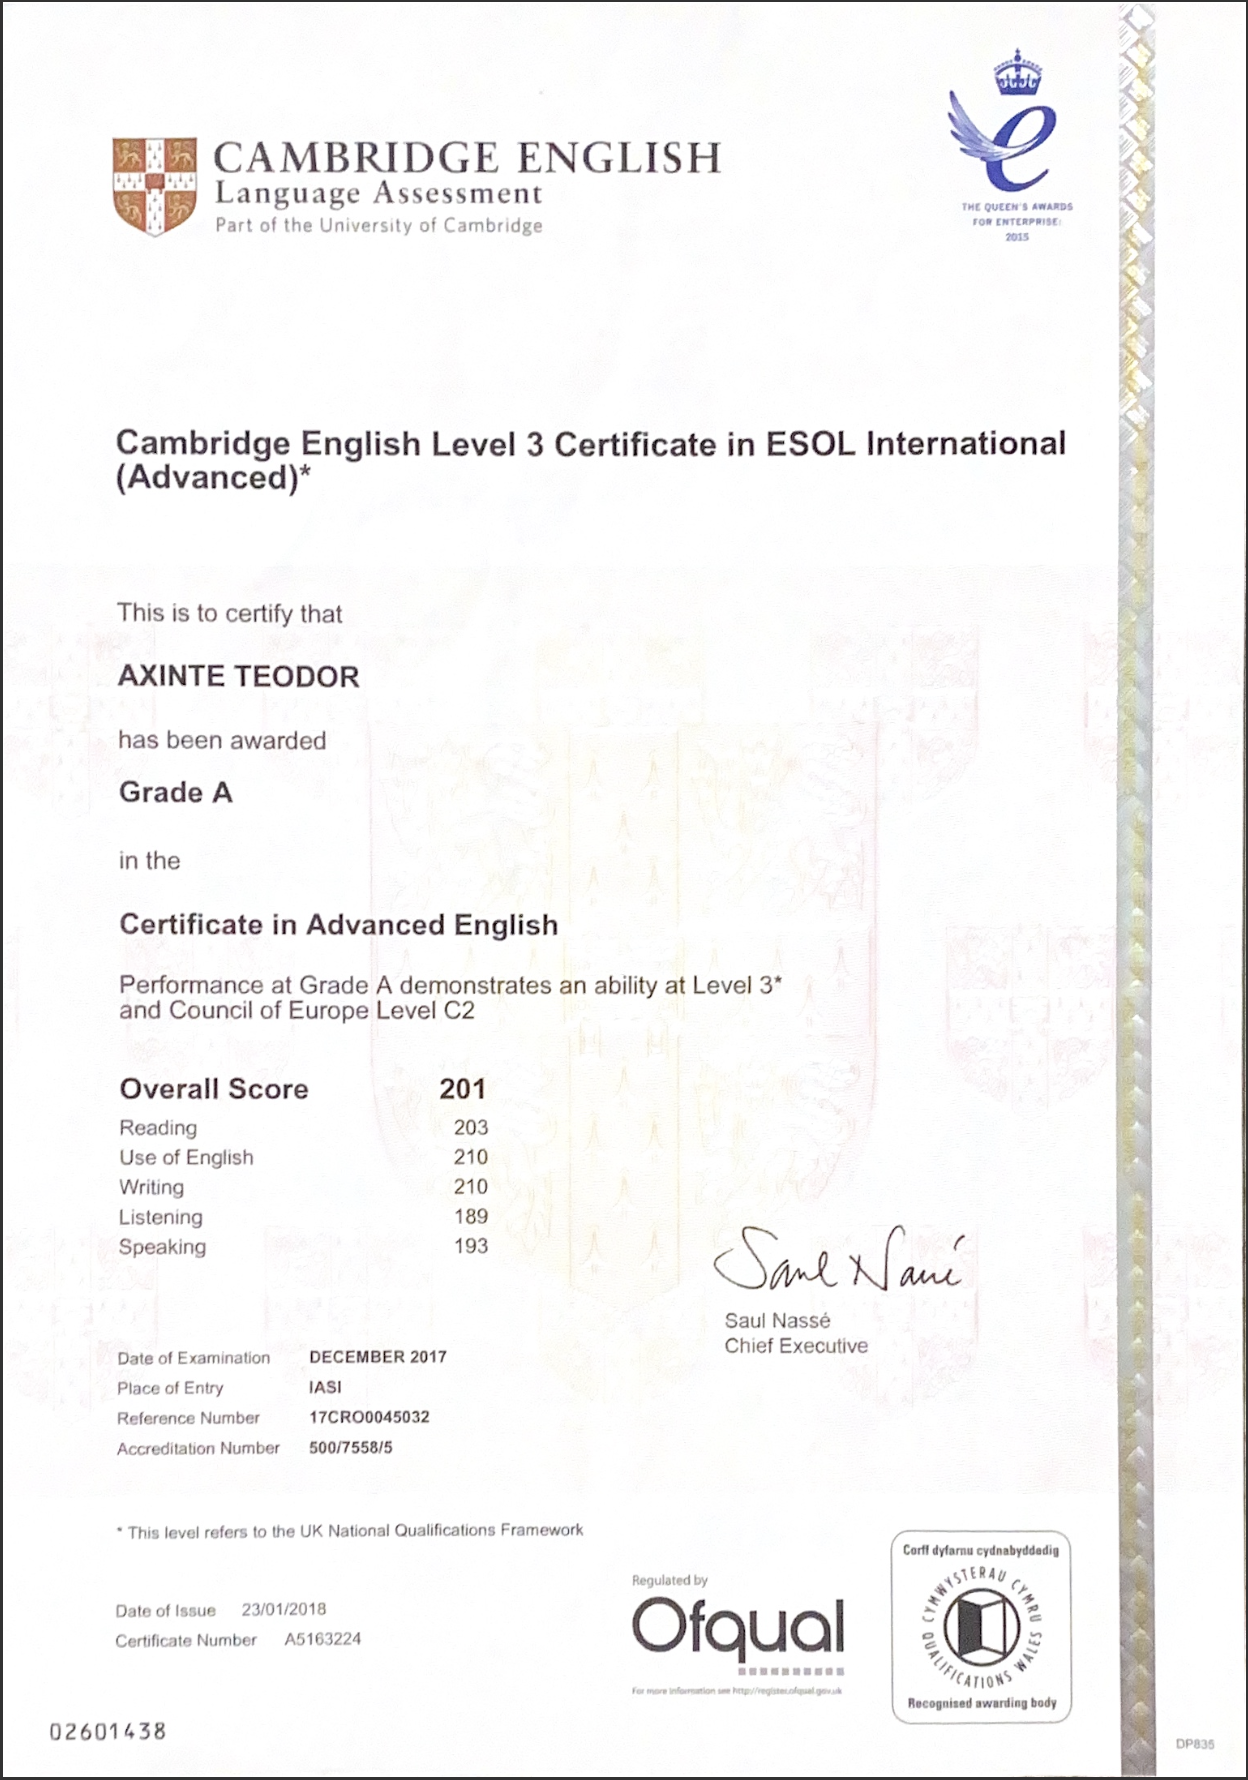 CAMBRIDGE ENGLISH
Language Assessment
Part of the University of Cambridge
THE QUEEN'S AWARDS
FOR ENTERPRISE:
2015
Cambridge English Level 3 Certificate in ESOL International
(Advanced)*
This is to certify that
AXINTE TEODOR
has been awarded
Grade A
in the
Certificate in Advanced English
Performance at Grade A demonstrates an ability at Level 3*
and Council of Europe Level C2
Overall Score 201
Reading 203
Use of English 210
Writing 210
Listening 189
Speaking 193
Saul Nassé
Saul Nassé
Chief Executive
Date of Examination DECEMBER 2017
Place of Entry IASI
Reference Number 17CRO0045032
Accreditation Number 500/7558/5
* This level refers to the UK National Qualifications Framework
Date of Issue 23/01/2018
Certificate Number A5163224
Regulated by
Ofqual
For more information see http://register.ofqual.gov.uk
Corff dyfarnu cydnabyddedig
CYMWYSTERAU CYMRU
QUALIFICATIONS WALES
Recognised awarding body
02601438
DP835